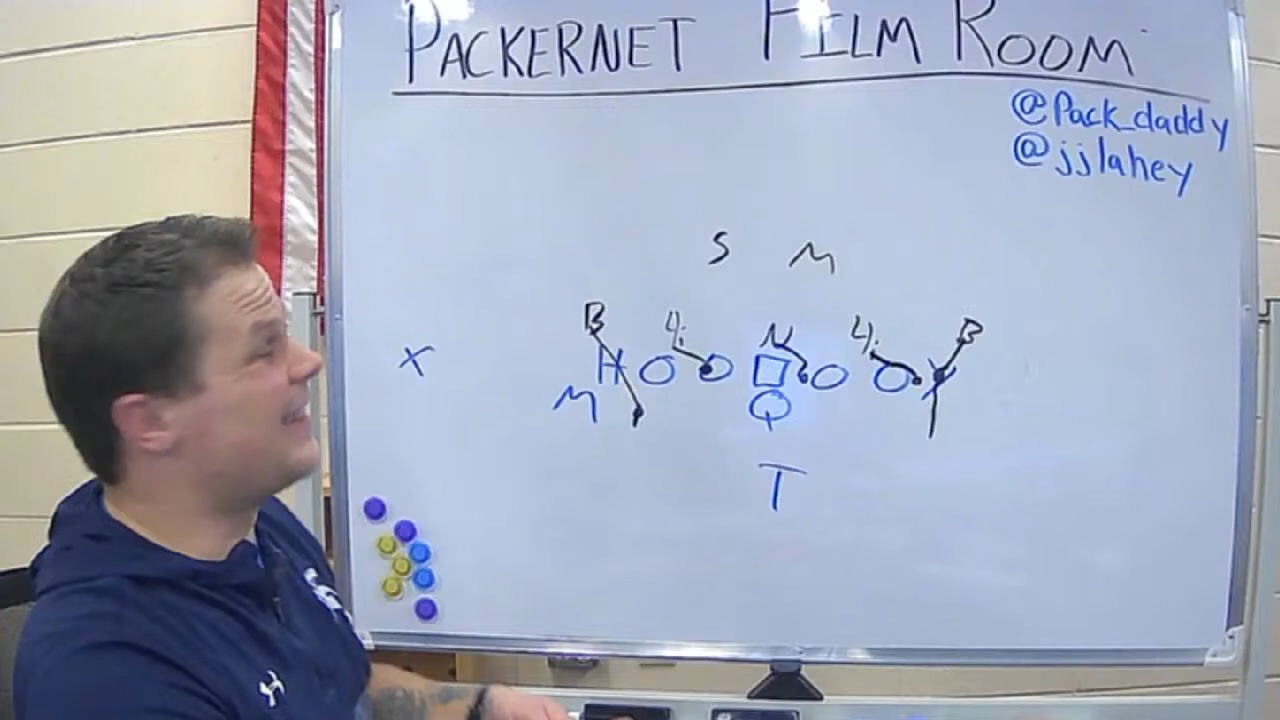 PACKERNET FILM ROOM
@Pack_daddy
@jjlahey
S M
B 4i N 4i B
X H Y
M Q
T